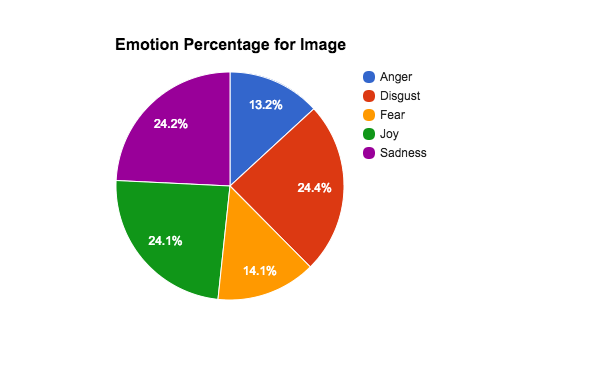 Emotion Percentage for Image
Anger
Disgust
Fear
Joy
Sadness
13.2%
24.4%
14.1%
24.1%
24.2%